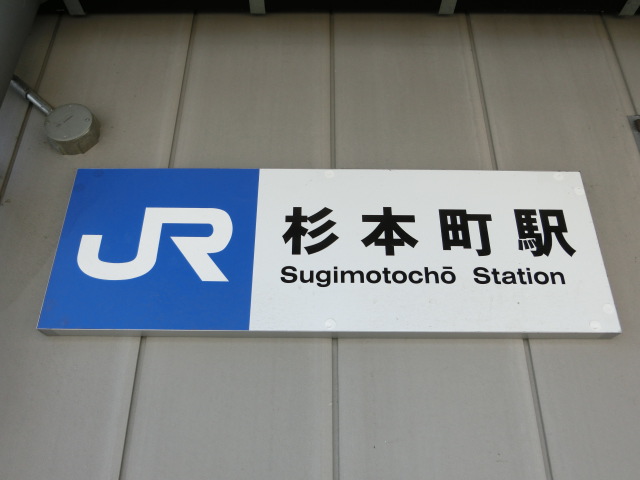 JR
杉本町駅
Sugimotochō Station